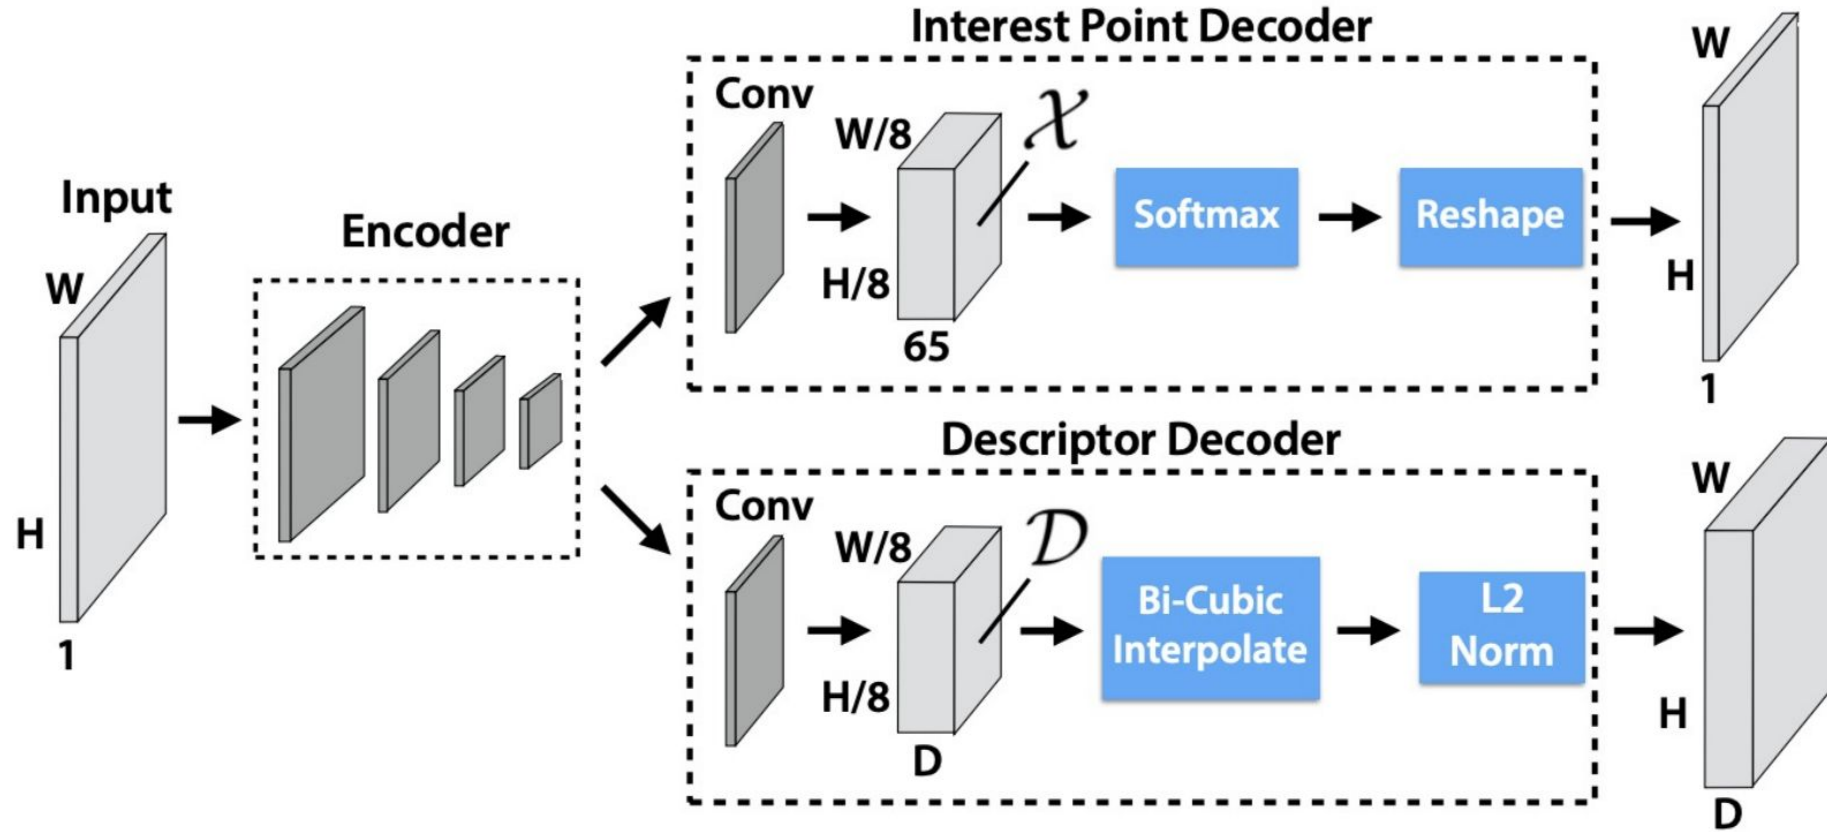 Input
W
H
1
Encoder
Interest Point Decoder
Conv
W/8
H/8
65
𝒳
Softmax
Reshape
W
H
1
Descriptor Decoder
Conv
W/8
H/8
D
𝒟
Bi-Cubic
Interpolate
L2
Norm
W
H
D